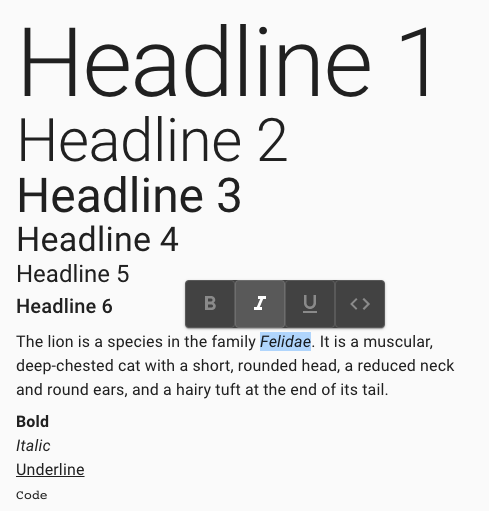 Headline 1
Headline 2
Headline 3
Headline 4
Headline 5
Headline 6
B I U <>
The lion is a species in the family Felidae. It is a muscular,
deep-chested cat with a short, rounded head, a reduced neck
and round ears, and a hairy tuft at the end of its tail.
Bold
Italic
Underline
Code